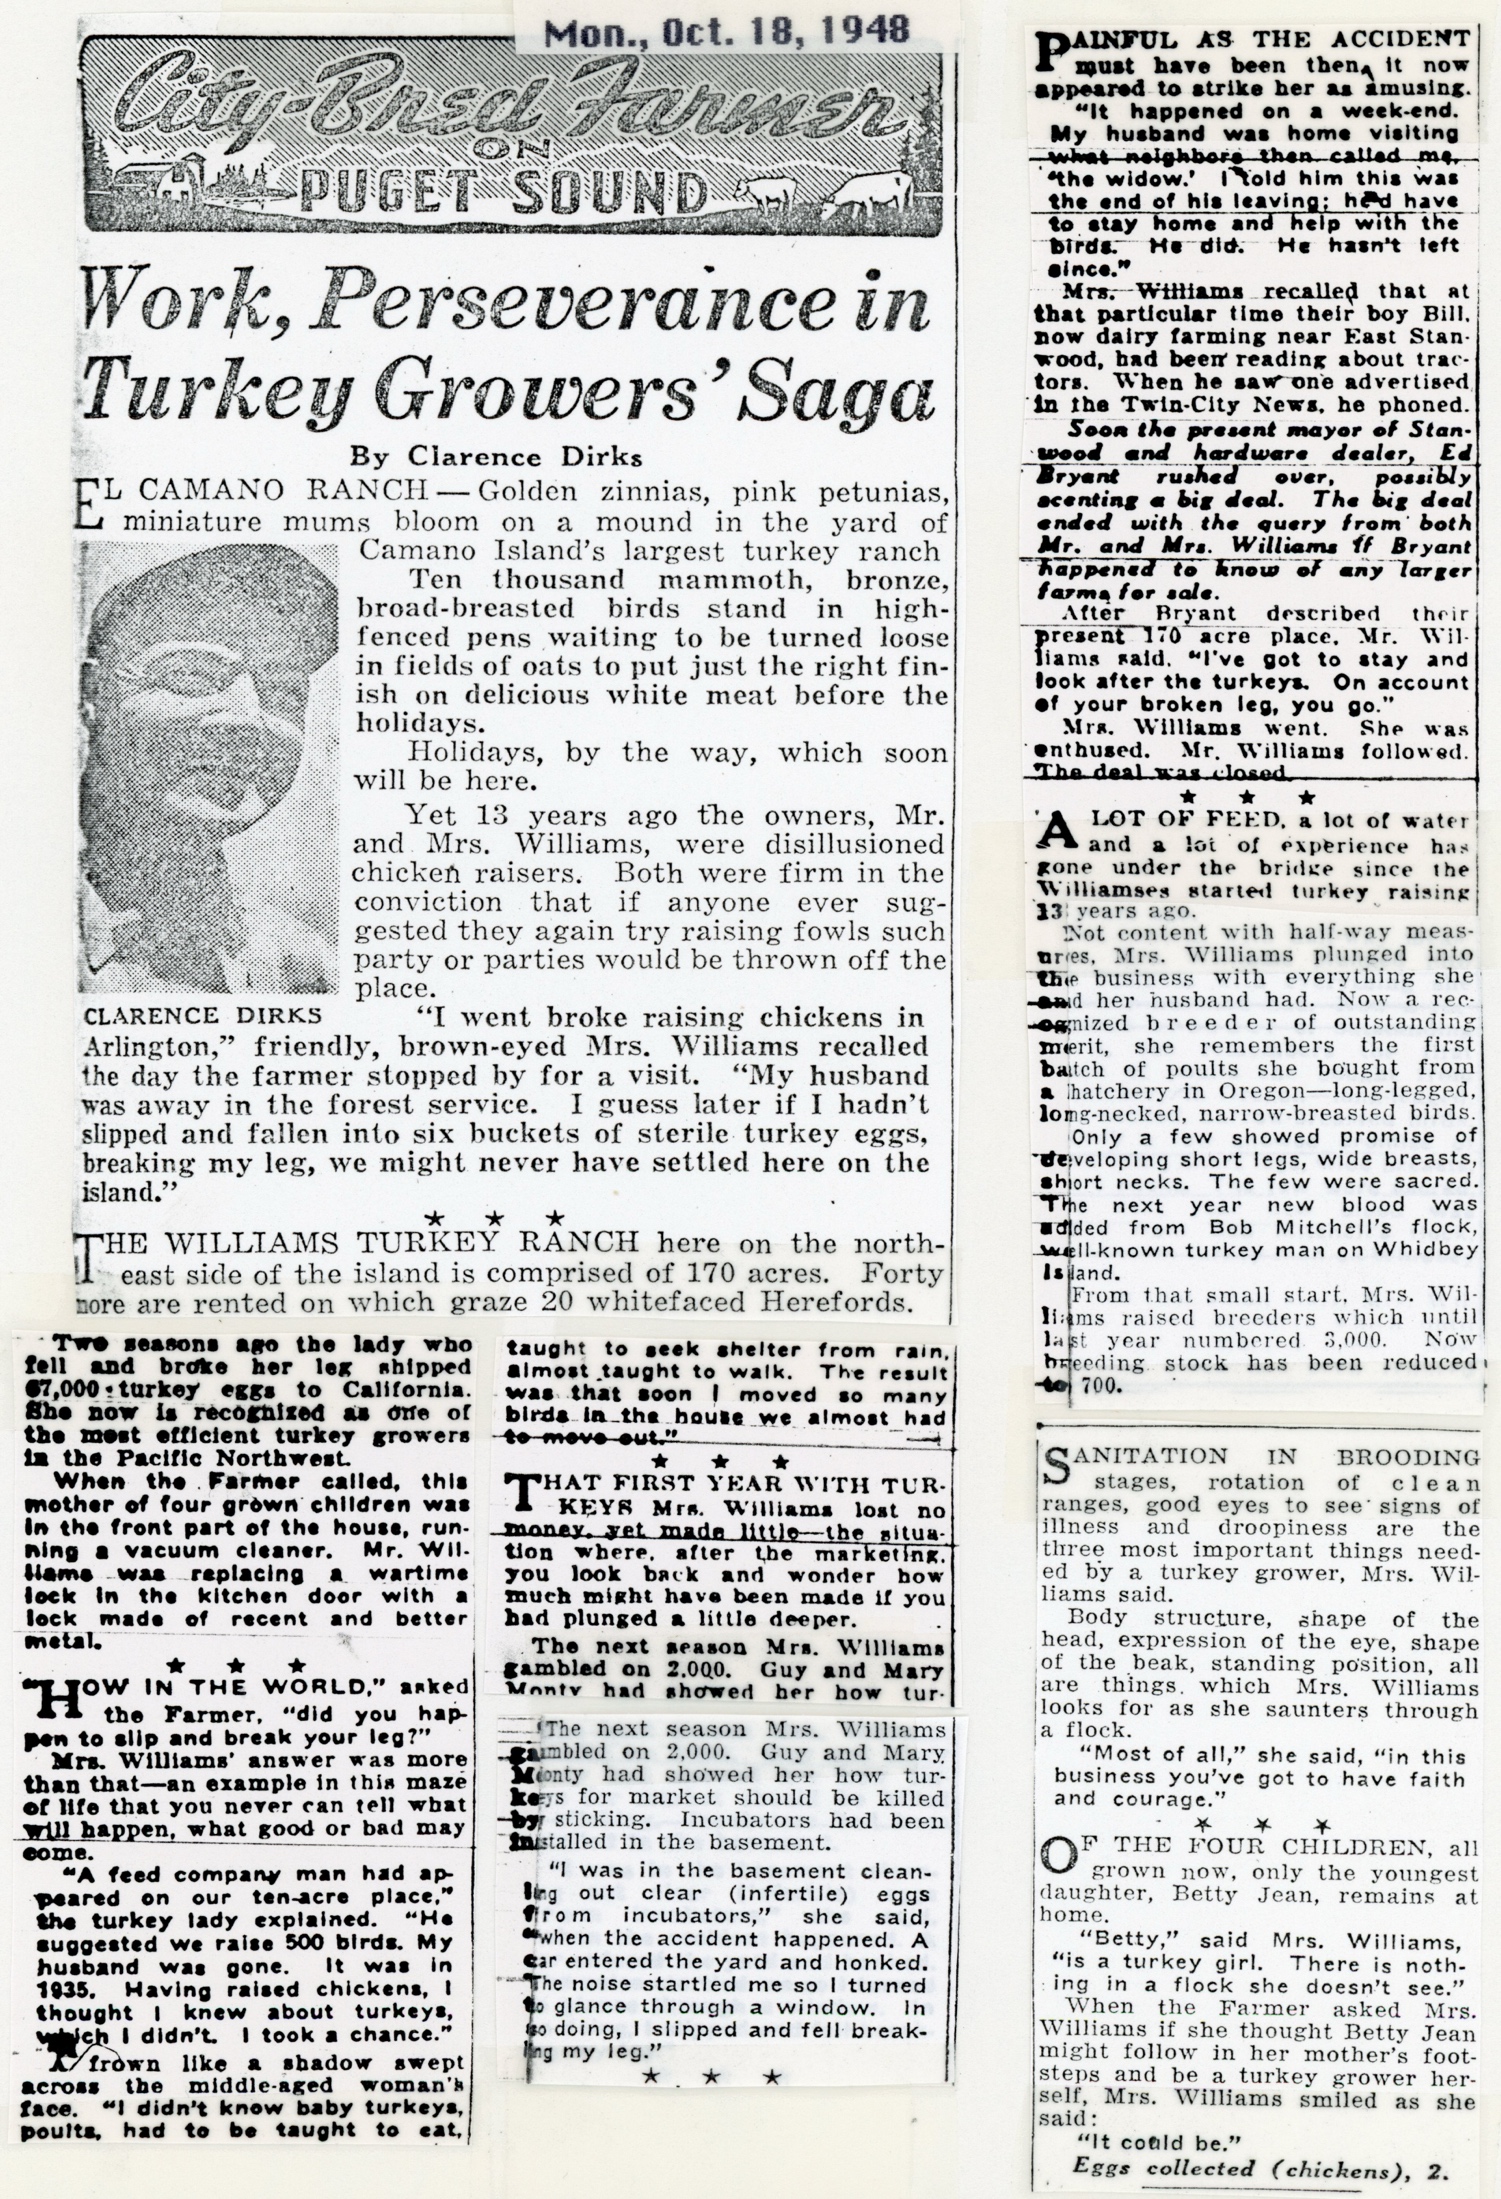 Mon., Oct. 18, 1948
City-Bred Farmer
ON
PUGET SOUND
Work, Perseverance in
Turkey Growers' Saga
By Clarence Dirks
EL CAMANO RANCH — Golden zinnias, pink petunias,
miniature mums bloom on a mound in the yard of
Camano Island's largest turkey ranch
Ten thousand mammoth, bronze,
broad-breasted birds stand in high-
fenced pens waiting to be turned loose
in fields of oats to put just the right fin-
ish on delicious white meat before the
holidays.
Holidays, by the way, which soon
will be here.
Yet 13 years ago the owners, Mr.
and Mrs. Williams, were disillusioned
chicken raisers. Both were firm in the
conviction that if anyone ever sug-
gested they again try raising fowls such
party or parties would be thrown off the
place.
CLARENCE DIRKS
"I went broke raising chickens in
Arlington," friendly, brown-eyed Mrs. Williams recalled
the day the farmer stopped by for a visit. "My husband
was away in the forest service. I guess later if I hadn't
slipped and fallen into six buckets of sterile turkey eggs,
breaking my leg, we might never have settled here on the
island."
★ ★ ★
THE WILLIAMS TURKEY RANCH here on the north-
east side of the island is comprised of 170 acres. Forty
more are rented on which graze 20 whitefaced Herefords.
Two seasons ago the lady who
fell and broke her leg shipped
67,000 turkey eggs to California.
She now is recognized as one of
the most efficient turkey growers
in the Pacific Northwest.
When the Farmer called, this
mother of four grown children was
in the front part of the house, run-
ning a vacuum cleaner. Mr. Wil-
liams was replacing a wartime
lock in the kitchen door with a
lock made of recent and better
metal.
★ ★ ★
"HOW IN THE WORLD," asked
the Farmer, "did you hap-
pen to slip and break your leg?"
Mrs. Williams' answer was more
than that—an example in this maze
of life that you never can tell what
will happen, what good or bad may
come.
"A feed company man had ap-
peared on our ten-acre place,"
the turkey lady explained. "He
suggested we raise 500 birds. My
husband was gone. It was in
1935. Having raised chickens, I
thought I knew about turkeys,
which I didn't. I took a chance."
A frown like a shadow swept
across the middle-aged woman's
face. "I didn't know baby turkeys,
poults, had to be taught to eat,
taught to seek shelter from rain,
almost taught to walk. The result
was that soon I moved so many
birds in the house we almost had
to move out."
★ ★ ★
THAT FIRST YEAR WITH TUR-
KEYS Mrs. Williams lost no
money, yet made little—the situa-
tion where, after the marketing,
you look back and wonder how
much might have been made if you
had plunged a little deeper.
The next season Mrs. Williams
gambled on 2,000. Guy and Mary
Monty had showed her how tur-
The next season Mrs. Williams
gambled on 2,000. Guy and Mary
Monty had showed her how tur-
keys for market should be killed
by sticking. Incubators had been
installed in the basement.
"I was in the basement clean-
ing out clear (infertile) eggs
from incubators," she said,
"when the accident happened. A
car entered the yard and honked.
The noise startled me so I turned
to glance through a window. In
so doing, I slipped and fell break-
ing my leg."
★ ★ ★
PAINFUL AS THE ACCIDENT
must have been then, it now
appeared to strike her as amusing.
"It happened on a week-end.
My husband was home visiting
what neighbors then called me,
'the widow.' I told him this was
the end of his leaving; he'd have
to stay home and help with the
birds. He did. He hasn't left
since."
Mrs. Williams recalled that at
that particular time their boy Bill,
now dairy farming near East Stan-
wood, had been reading about trac-
tors. When he saw one advertised
in the Twin-City News, he phoned.
Soon the present mayor of Stan-
wood and hardware dealer, Ed
Bryant rushed over, possibly
scenting a big deal. The big deal
ended with the query from both
Mr. and Mrs. Williams if Bryant
happened to know of any larger
farms for sale.
After Bryant described their
present 170 acre place, Mr. Wil-
liams said, "I've got to stay and
look after the turkeys. On account
of your broken leg, you go."
Mrs. Williams went. She was
enthused. Mr. Williams followed.
The deal was closed.
★ ★ ★
A LOT OF FEED, a lot of water
and a lot of experience has
gone under the bridge since the
Williamses started turkey raising
13 years ago.
Not content with half-way meas-
ures, Mrs. Williams plunged into
the business with everything she
and her husband had. Now a rec-
ognized breeder of outstanding
merit, she remembers the first
batch of poults she bought from
a hatchery in Oregon—long-legged,
long-necked, narrow-breasted birds.
Only a few showed promise of
developing short legs, wide breasts,
short necks. The few were sacred.
The next year new blood was
added from Bob Mitchell's flock,
well-known turkey man on Whidbey
Island.
From that small start, Mrs. Wil-
liams raised breeders which until
last year numbered 3,000. Now
breeding stock has been reduced
to 700.
SANITATION IN BROODING
stages, rotation of clean
ranges, good eyes to see signs of
illness and droopiness are the
three most important things need-
ed by a turkey grower, Mrs. Wil-
liams said.
Body structure, shape of the
head, expression of the eye, shape
of the beak, standing position, all
are things which Mrs. Williams
looks for as she saunters through
a flock.
"Most of all," she said, "in this
business you've got to have faith
and courage."
★ ★ ★
OF THE FOUR CHILDREN, all
grown now, only the youngest
daughter, Betty Jean, remains at
home.
"Betty," said Mrs. Williams,
"is a turkey girl. There is noth-
ing in a flock she doesn't see."
When the Farmer asked Mrs.
Williams if she thought Betty Jean
might follow in her mother's foot-
steps and be a turkey grower her-
self, Mrs. Williams smiled as she
said:
"It could be."
Eggs collected (chickens), 2.